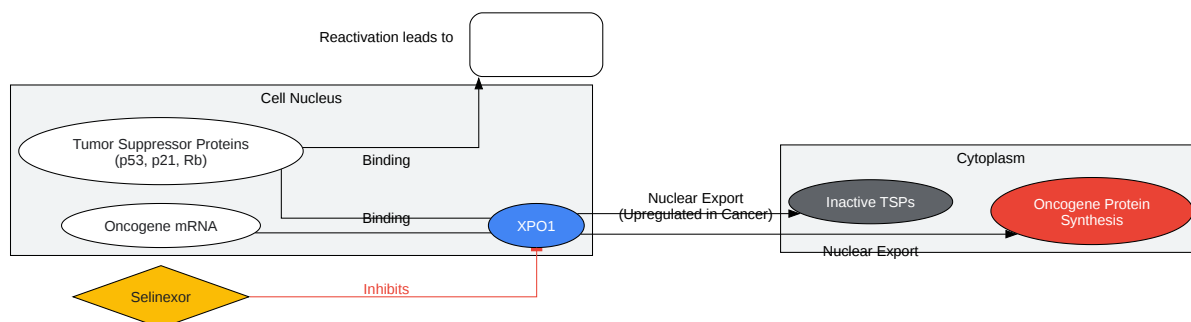 Reactivation leads to
Cell Nucleus
Tumor Suppressor Proteins
(p53, p21, Rb)
Binding
Binding
Oncogene mRNA
XPO1
Nuclear Export
(Upregulated in Cancer)
Nuclear Export
Cytoplasm
Inactive TSPs
Oncogene Protein
Synthesis
Selinexor
Inhibits